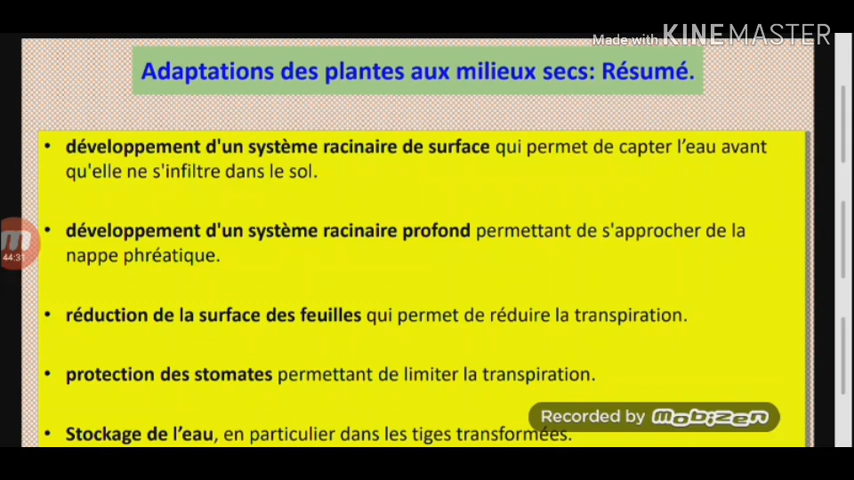 Made with KINEMASTER
Adaptations des plantes aux milieux secs: Résumé.
• développement d'un système racinaire de surface qui permet de capter l'eau avant
qu'elle ne s'infiltre dans le sol.
• développement d'un système racinaire profond permettant de s'approcher de la
nappe phréatique.
44:31
• réduction de la surface des feuilles qui permet de réduire la transpiration.
• protection des stomates permettant de limiter la transpiration.
Recorded by mobizen
• Stockage de l'eau, en particulier dans les tiges transformées.